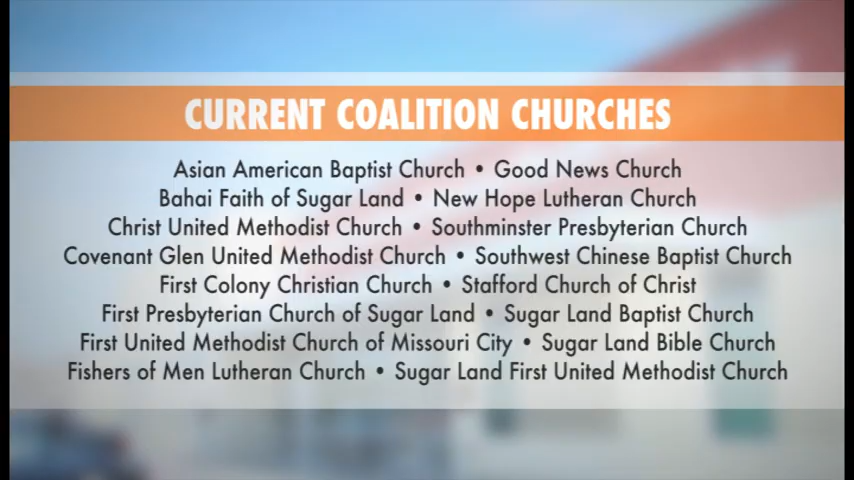 CURRENT COALITION CHURCHES
Asian American Baptist Church • Good News Church
Bahai Faith of Sugar Land • New Hope Lutheran Church
Christ United Methodist Church • Southminster Presbyterian Church
Covenant Glen United Methodist Church • Southwest Chinese Baptist Church
First Colony Christian Church • Stafford Church of Christ
First Presbyterian Church of Sugar Land • Sugar Land Baptist Church
First United Methodist Church of Missouri City • Sugar Land Bible Church
Fishers of Men Lutheran Church • Sugar Land First United Methodist Church